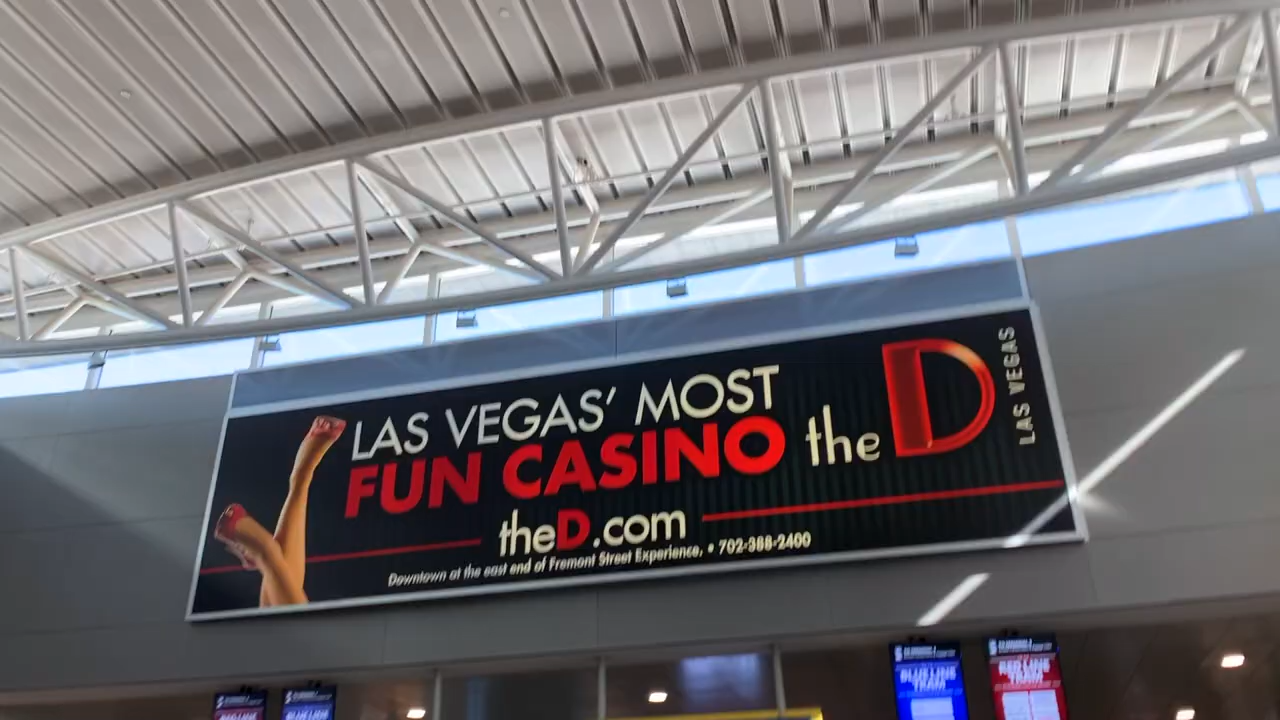 LAS VEGAS' MOST
FUN CASINO
the D
LAS VEGAS
theD.com
Downtown at the east end of Fremont Street Experience, • 702-388-2400
BLUE LINE
TRAM
RED LINE
TRAM